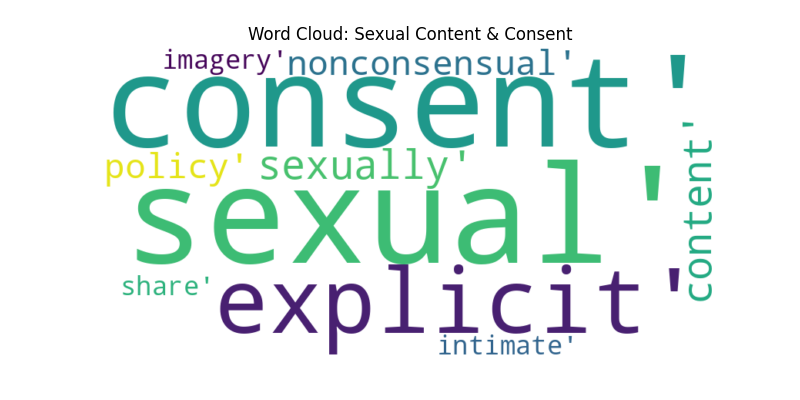 Word Cloud: Sexual Content & Consent
imagery'
nonconsensual'
consent'
policy'
sexually'
content'
sexual'
share'
explicit'
intimate'